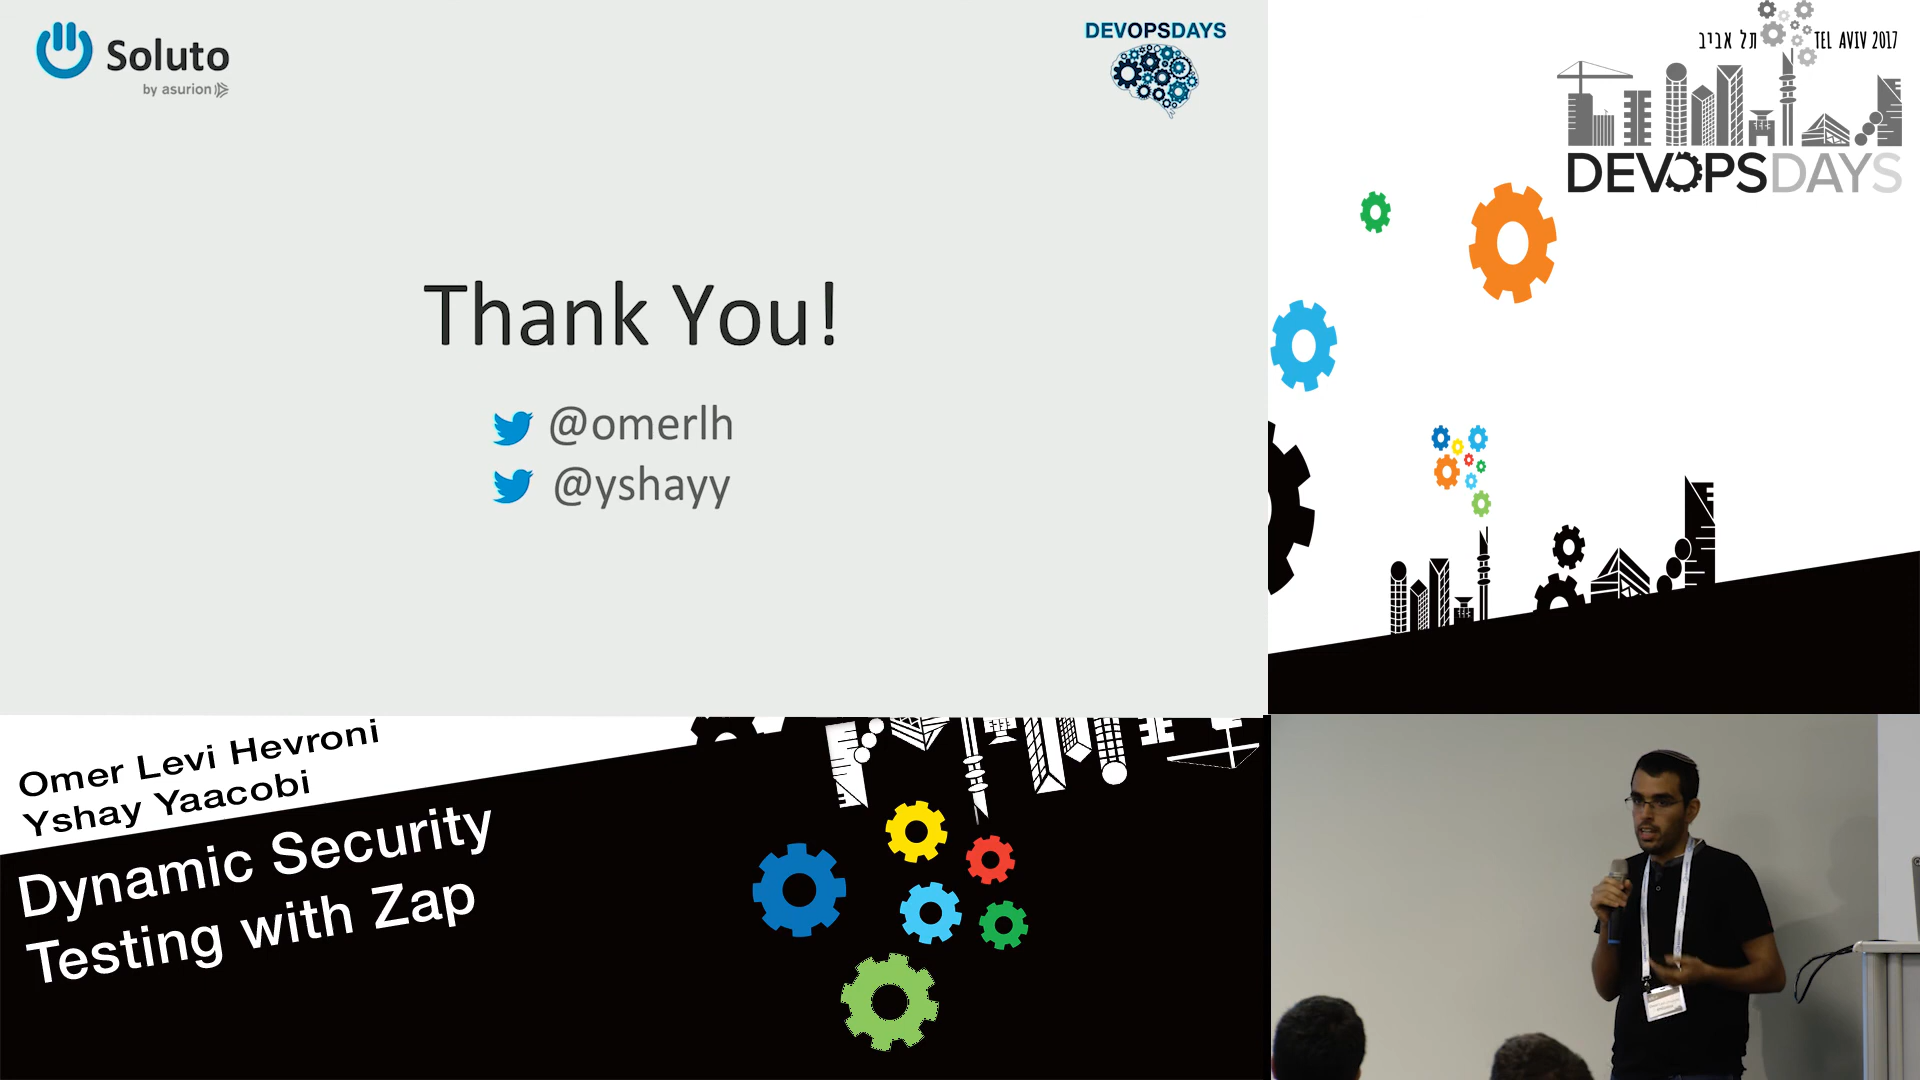 Soluto
by asurion
DEVOPSDAYS
Thank You!
@omerlh
@yshayy
תל אביב TEL AVIV 2017
DEVOPSDAYS
Omer Levi Hevroni
Yshay Yaacobi
Dynamic Security
Testing with Zap